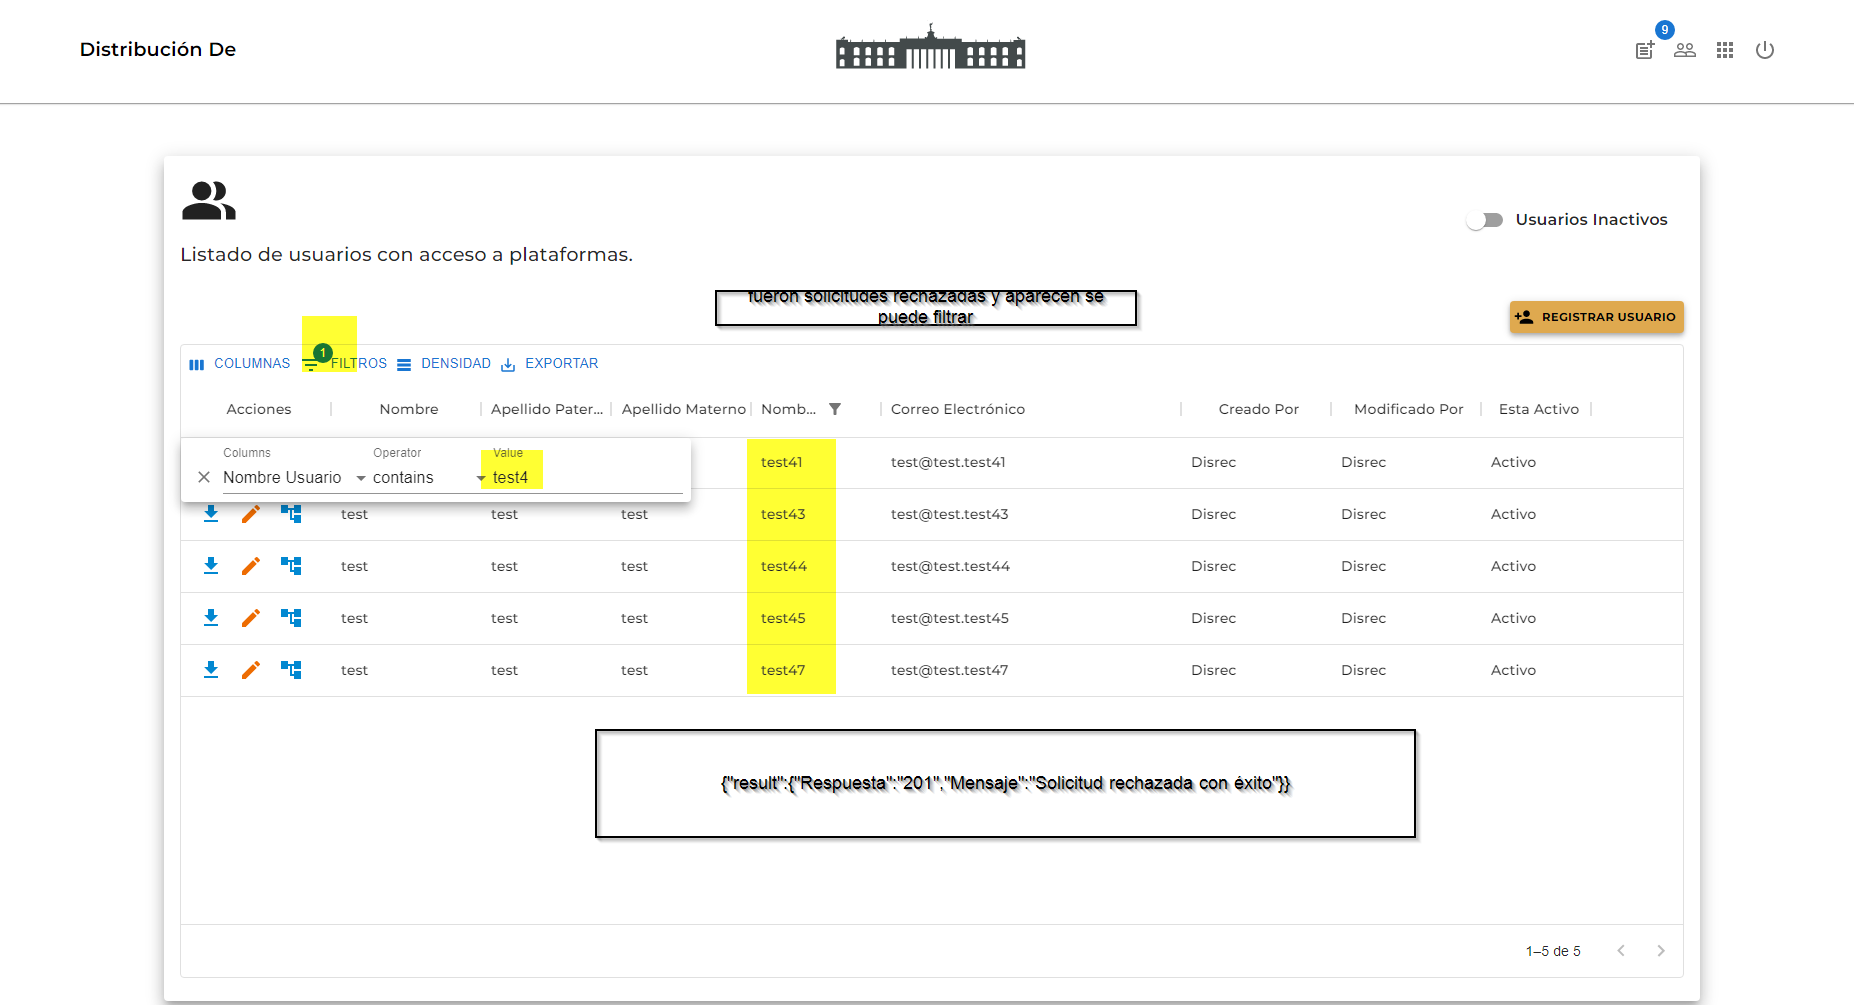 Distribución De
9
Usuarios Inactivos
Listado de usuarios con acceso a plataformas.
fueron solicitudes rechazadas y aparecen se
puede filtrar
REGISTRAR USUARIO
COLUMNAS 1 FILTROS DENSIDAD EXPORTAR
Acciones Nombre Apellido Pater... Apellido Materno Nomb... Correo Electrónico Creado Por Modificado Por Esta Activo
Columns Operator Value
Nombre Usuario contains test4
test41 test@test.test41 Disrec Disrec Activo
test test test test43 test@test.test43 Disrec Disrec Activo
test test test test44 test@test.test44 Disrec Disrec Activo
test test test test45 test@test.test45 Disrec Disrec Activo
test test test test47 test@test.test47 Disrec Disrec Activo
{"result":{"Respuesta":"201","Mensaje":"Solicitud rechazada con éxito"}}
1–5 de 5